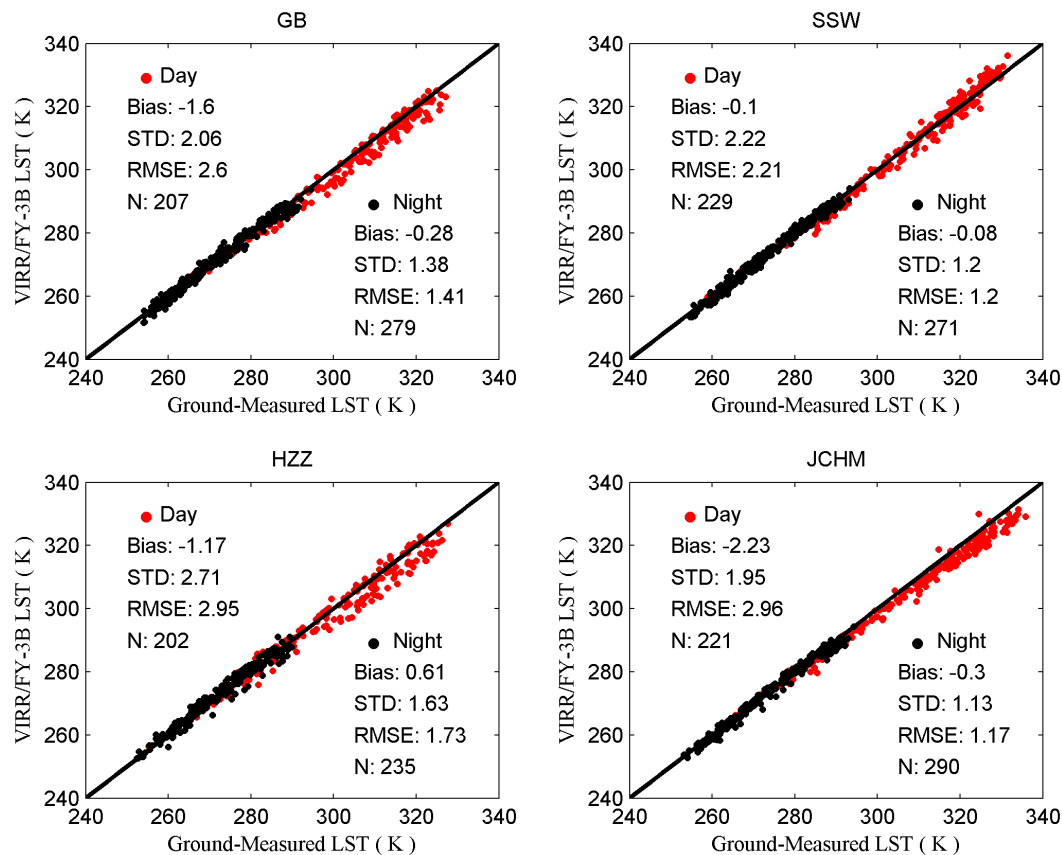 GB
340
320
300
280
260
240
240 260 280 300 320 340
VIRR/FY-3B LST ( K )
Ground-Measured LST ( K )
Day
Bias: -1.6
STD: 2.06
RMSE: 2.6
N: 207
Night
Bias: -0.28
STD: 1.38
RMSE: 1.41
N: 279
SSW
340
320
300
280
260
240
240 260 280 300 320 340
VIRR/FY-3B LST ( K )
Ground-Measured LST ( K )
Day
Bias: -0.1
STD: 2.22
RMSE: 2.21
N: 229
Night
Bias: -0.08
STD: 1.2
RMSE: 1.2
N: 271
HZZ
340
320
300
280
260
240
240 260 280 300 320 340
VIRR/FY-3B LST ( K )
Ground-Measured LST ( K )
Day
Bias: -1.17
STD: 2.71
RMSE: 2.95
N: 202
Night
Bias: 0.61
STD: 1.63
RMSE: 1.73
N: 235
JCHM
340
320
300
280
260
240
240 260 280 300 320 340
VIRR/FY-3B LST ( K )
Ground-Measured LST ( K )
Day
Bias: -2.23
STD: 1.95
RMSE: 2.96
N: 221
Night
Bias: -0.3
STD: 1.13
RMSE: 1.17
N: 290